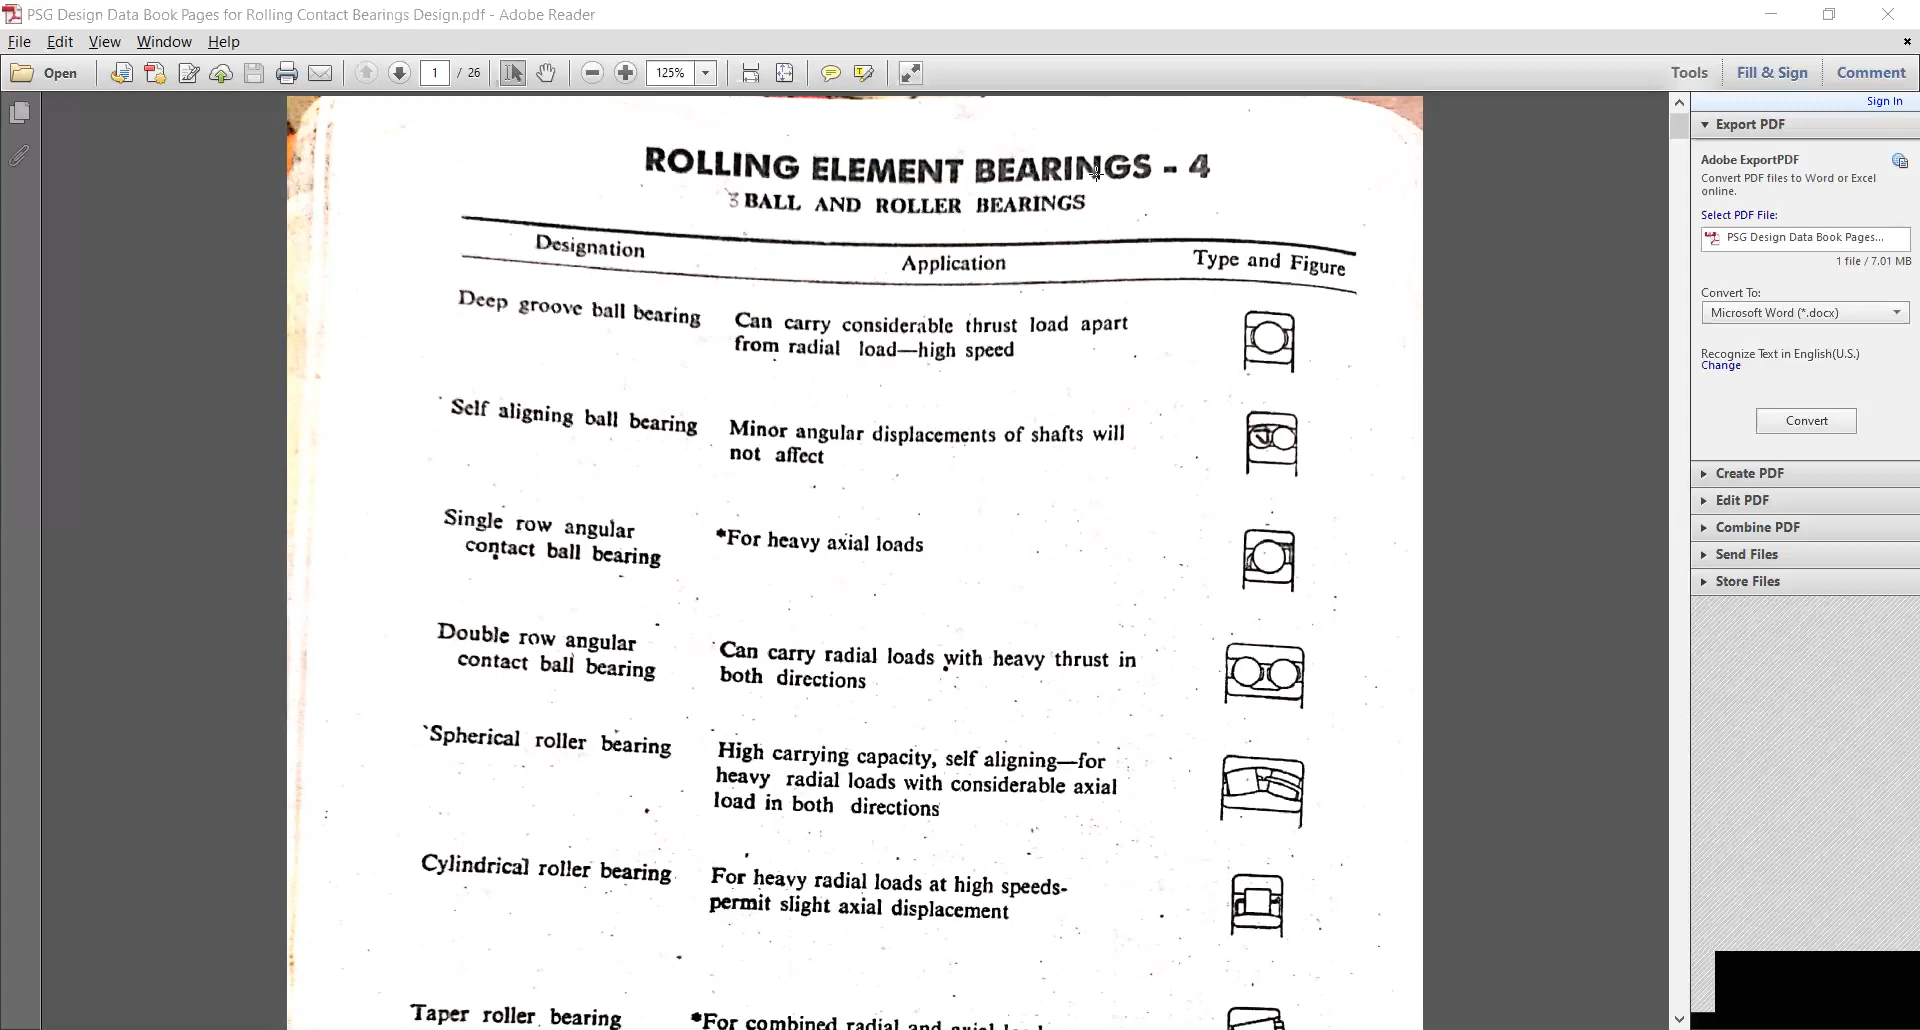 PSG Design Data Book Pages for Rolling Contact Bearings Design.pdf - Adobe Reader
File Edit View Window Help
Open 1 / 26 125% Tools Fill & Sign Comment
Sign In
Export PDF
Adobe ExportPDF
Convert PDF files to Word or Excel
online.
Select PDF File:
PSG Design Data Book Pages...
1 file / 7.01 MB
Convert To:
Microsoft Word (*.docx)
Recognize Text in English(U.S.)
Change
Convert
Create PDF
Edit PDF
Combine PDF
Send Files
Store Files
ROLLING ELEMENT BEARINGS - 4
BALL AND ROLLER BEARINGS
Designation Application Type and Figure
Deep groove ball bearing Can carry considerable thrust load apart
from radial load—high speed
Self aligning ball bearing Minor angular displacements of shafts will
not affect
Single row angular *For heavy axial loads
contact ball bearing
Double row angular Can carry radial loads with heavy thrust in
contact ball bearing both directions
Spherical roller bearing High carrying capacity, self aligning—for
heavy radial loads with considerable axial
load in both directions
Cylindrical roller bearing For heavy radial loads at high speeds-
permit slight axial displacement
Taper roller bearing *For combined radial and